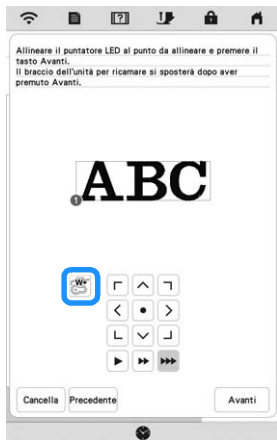 Allineare il puntatore LED al punto da allineare e premere il
tasto Avanti.
Il braccio dell'unità per ricamare si sposterà dopo aver
premuto Avanti.
ABC
1
W+
Cancella
Precedente
Avanti